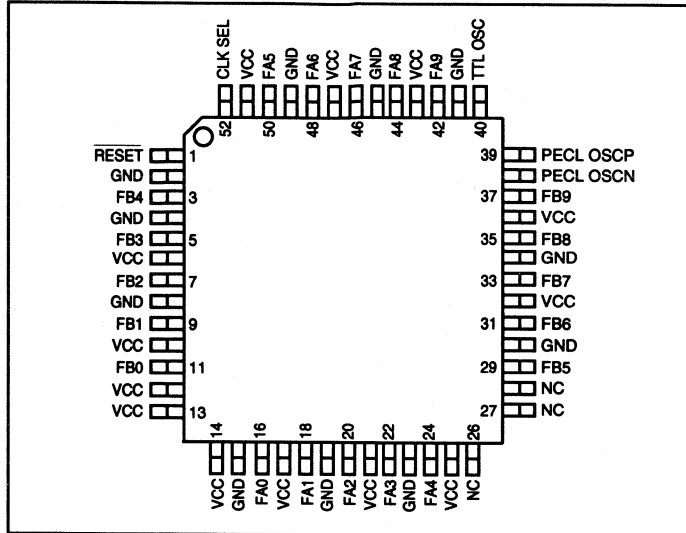 CLK SEL
VCC
FA5
GND
FA6
VCC
FA7
GND
FA8
VCC
FA9
GND
TTL OSC
52
50
48
46
44
42
40
RESET
1
GND
FB4
3
GND
FB3
5
VCC
FB2
7
GND
FB1
9
VCC
FB0
11
VCC
VCC
13
39
PECL OSCP
PECL OSCN
37
FB9
VCC
35
FB8
GND
33
FB7
VCC
31
FB6
GND
29
FB5
NC
27
NC
14
16
18
20
22
24
26
VCC
GND
FA0
VCC
FA1
GND
FA2
VCC
FA3
GND
FA4
VCC
NC